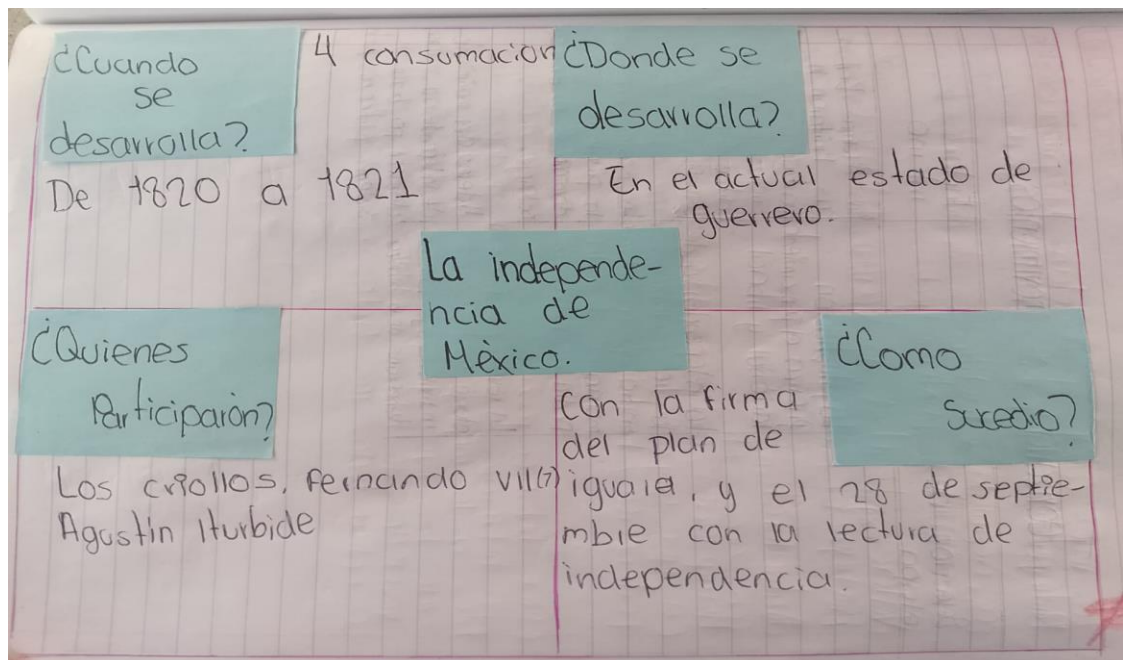 ¿Cuando
se
desarrolla?
De 1820 a 1821
4 consumacion
¿Donde se
desarrolla?
En el actual estado de
guerrero.
La independe-
ncia de
México.
¿Quienes
Participarón?
Los criollos, fernando VII(7)
Agustin Iturbide
¿Como
Sucedio?
con la firma
del plan de
iguala, y el 28 de septie-
mbre con la lectura de
independencia.